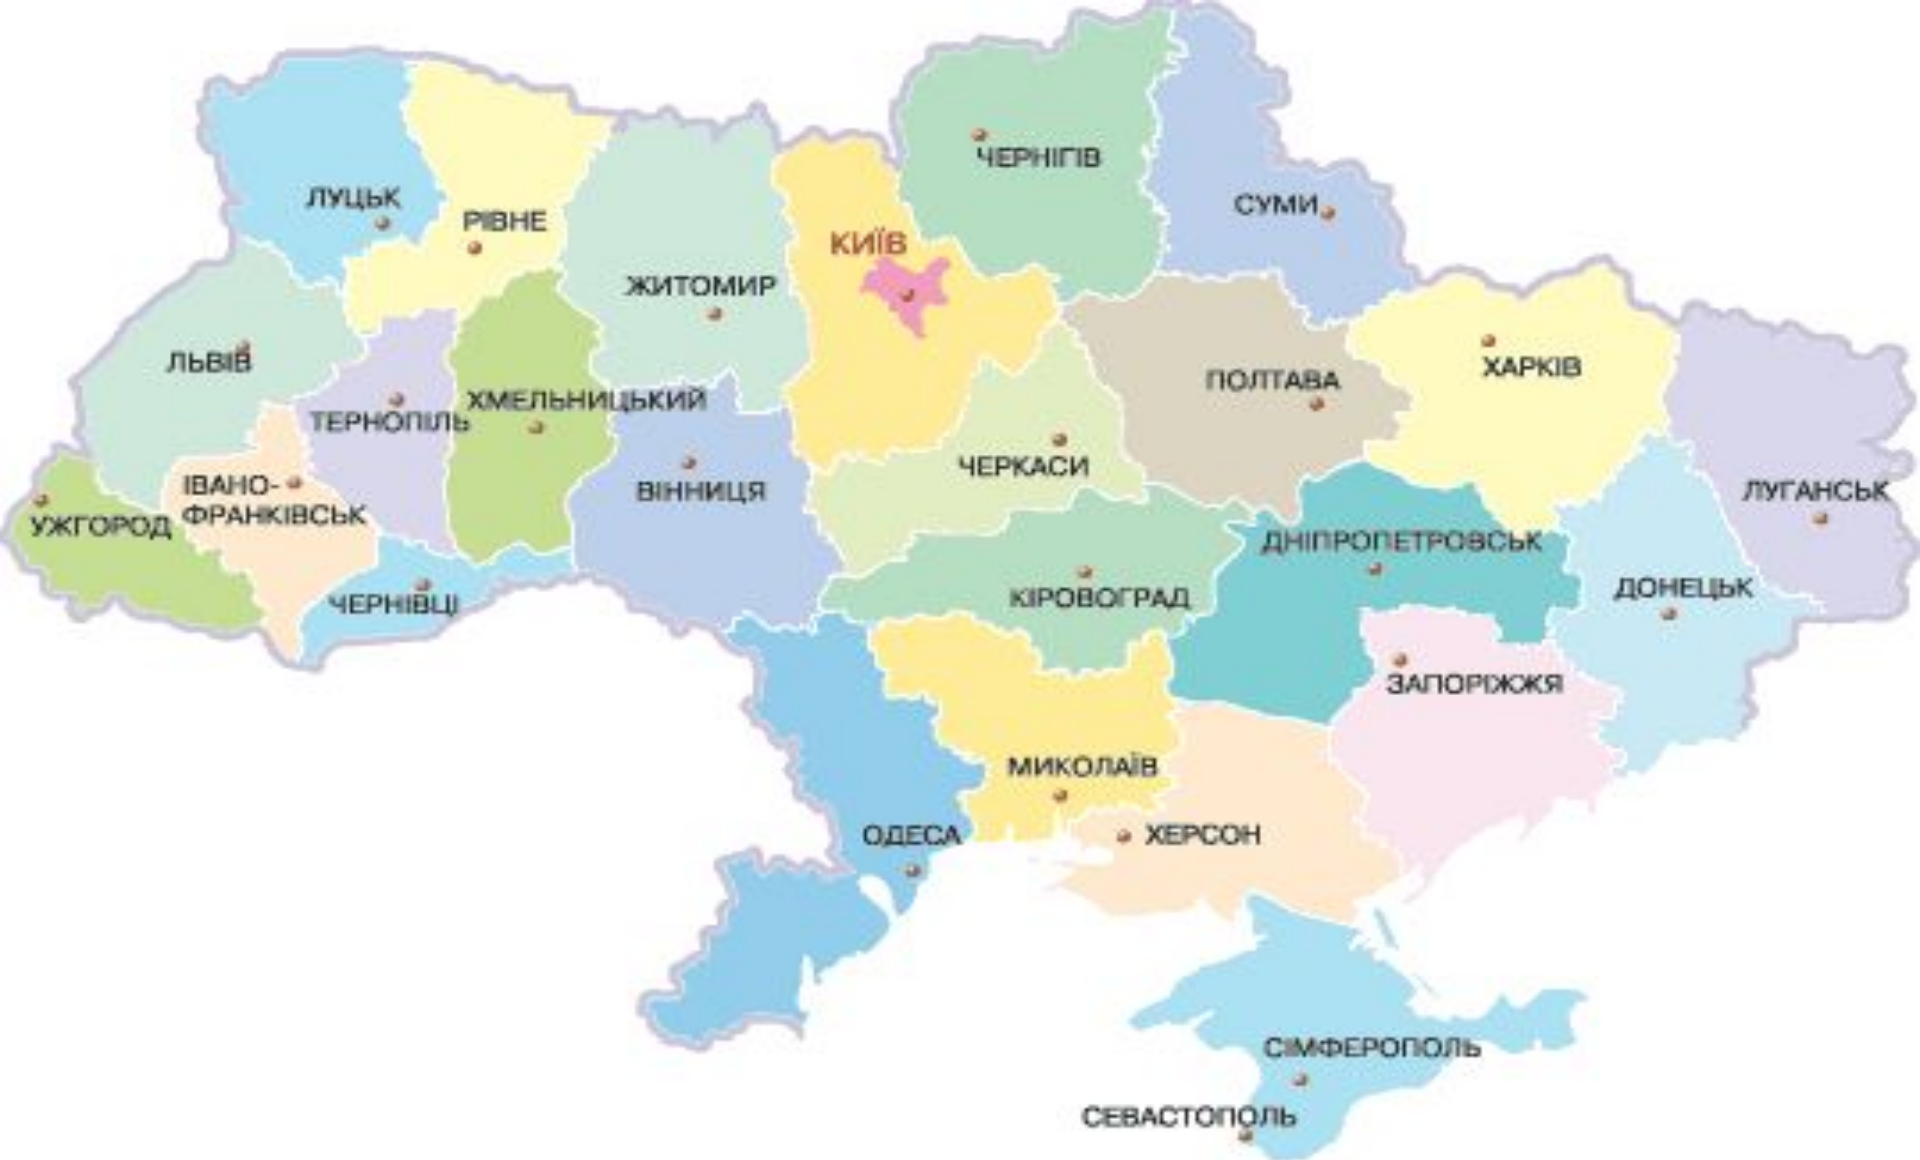 ЧЕРНІГІВ
ЛУЦЬК
РІВНЕ
СУМИ
КИЇВ
ЖИТОМИР
ЛЬВІВ
ХАРКІВ
ПОЛТАВА
ХМЕЛЬНИЦЬКИЙ
ТЕРНОПІЛЬ
ЧЕРКАСИ
ІВАНО-
ФРАНКІВСЬК
ВІННИЦЯ
ЛУГАНСЬК
УЖГОРОД
ДНІПРОПЕТРОВСЬК
ДОНЕЦЬК
КІРОВОГРАД
ЧЕРНІВЦІ
ЗАПОРІЖЖЯ
МИКОЛАЇВ
ОДЕСА
ХЕРСОН
СІМФЕРОПОЛЬ
СЕВАСТОПОЛЬ